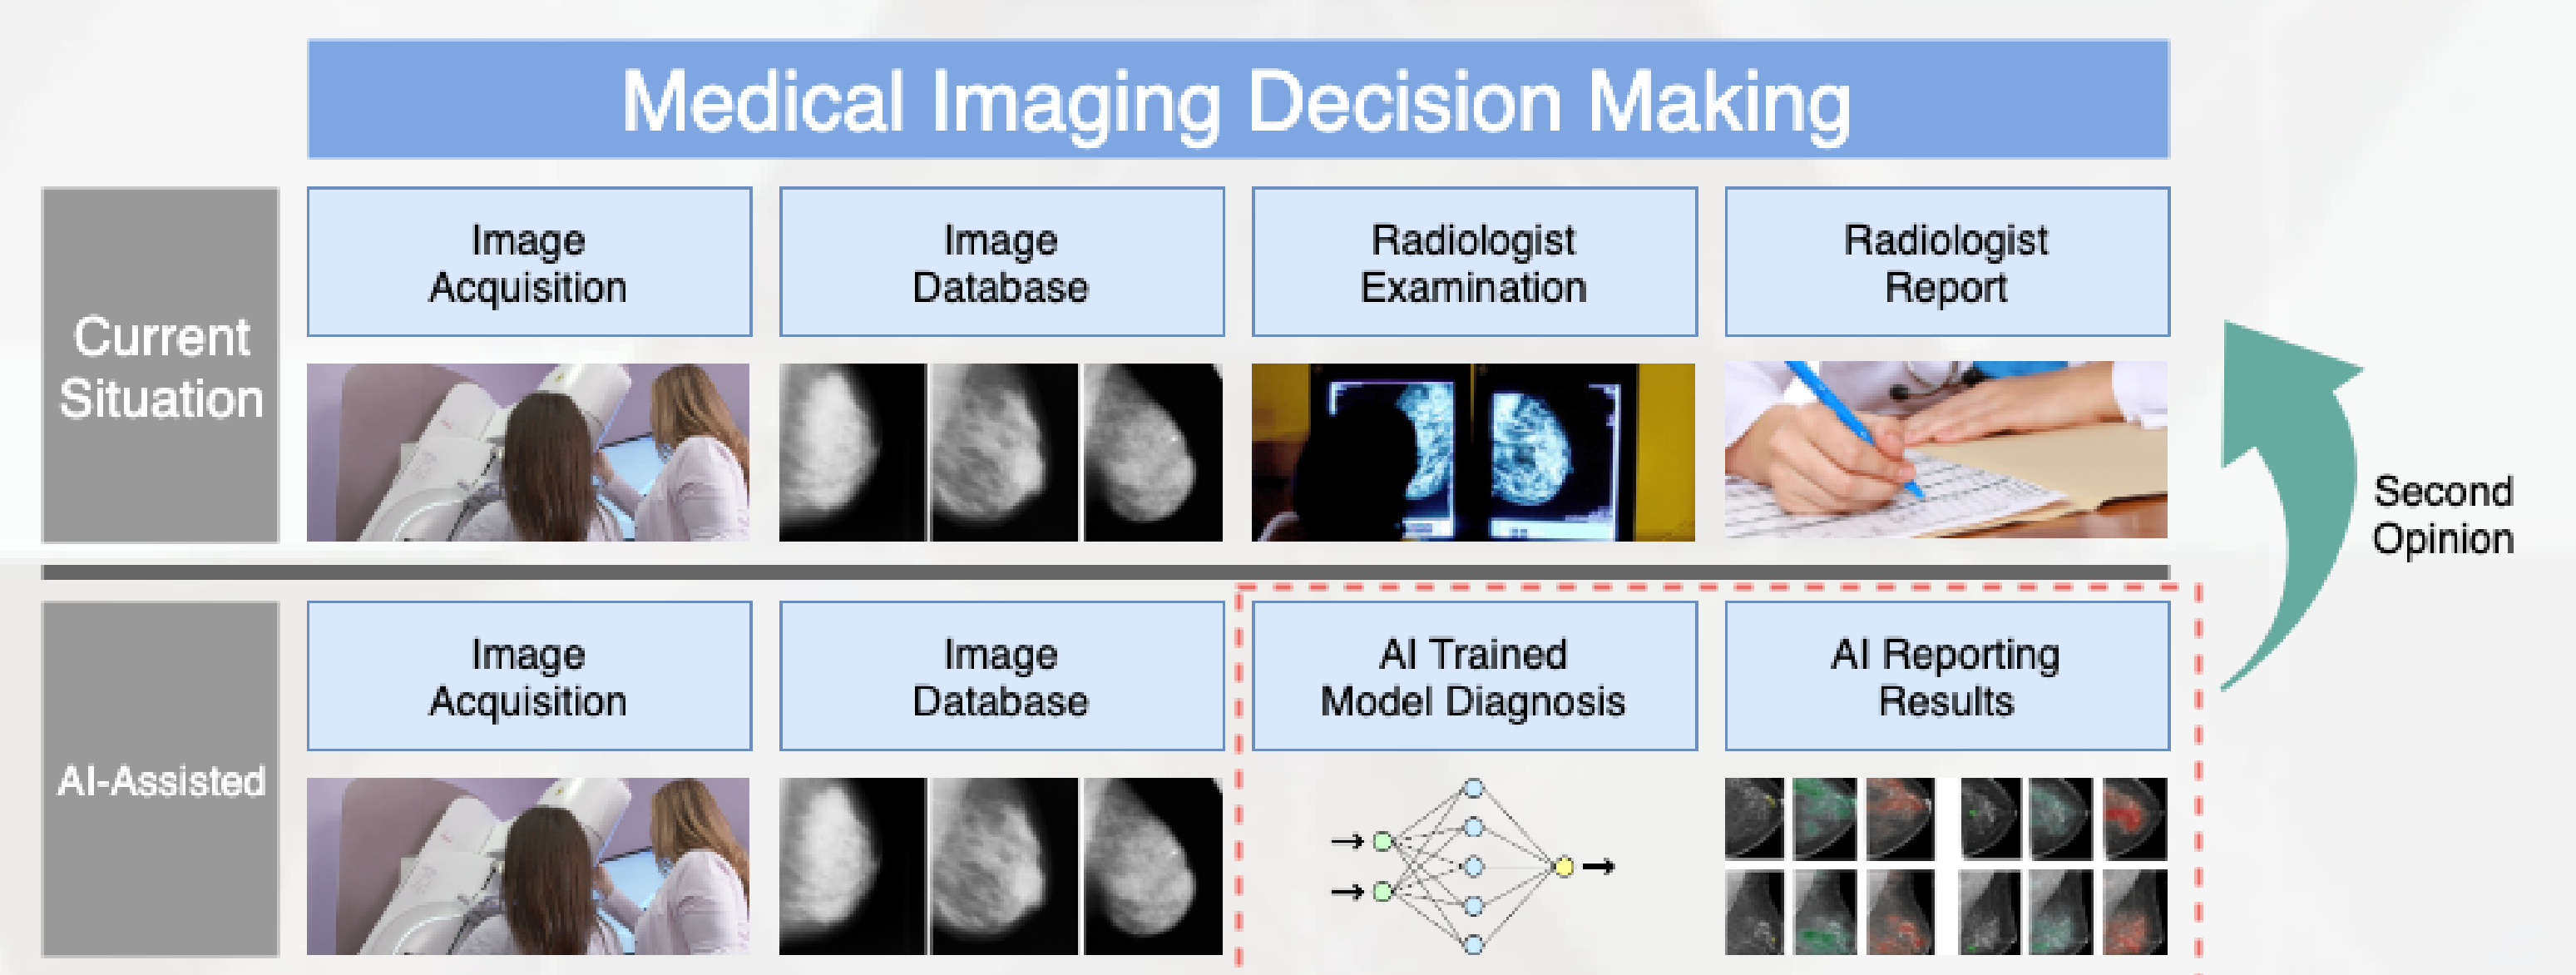 Medical Imaging Decision Making
Current
Situation
Image
Acquisition
Image
Database
Radiologist
Examination
Radiologist
Report
Second
Opinion
AI-Assisted
Image
Acquisition
Image
Database
AI Trained
Model Diagnosis
AI Reporting
Results